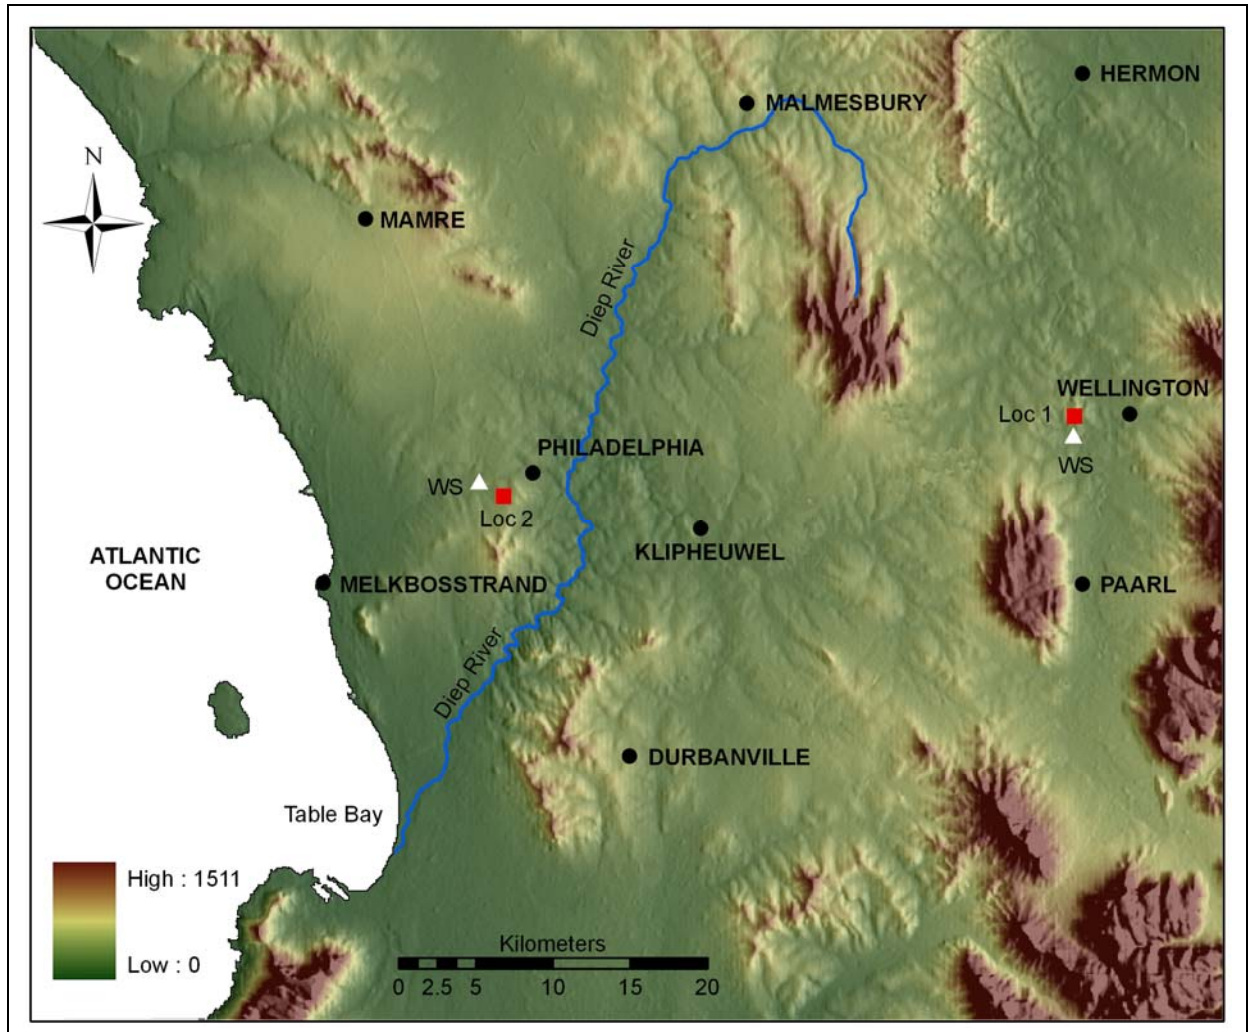 HERMON
MALMESBURY
N
MAMRE
Diep River
WELLINGTON
Loc 1
WS
PHILADELPHIA
WS
Loc 2
KLIPHEUWEL
ATLANTIC
OCEAN
MELKBOSSTRAND
PAARL
Diep River
DURBANVILLE
Table Bay
High : 1511
Low : 0
Kilometers
0 2.5 5 10 15 20